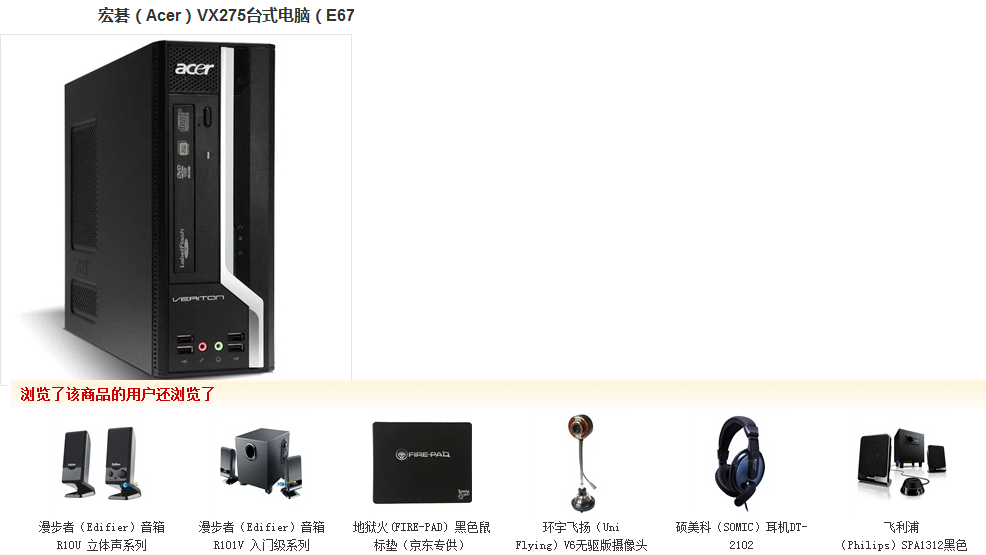 宏碁（Acer）VX275台式电脑（E67
acer
DVD
LabelFlash
VERITON
浏览了该商品的用户还浏览了
FIRE-PAD
漫步者（Edifier）音箱
R10U 立体声系列
漫步者（Edifier）音箱
R101V 入门级系列
地狱火(FIRE-PAD）黑色鼠
标垫（京东专供）
环宇飞扬（Uni
Flying）V6无驱版摄像头
硕美科（SOMIC）耳机DT-
2102
飞利浦
（Philips）SPA1312黑色